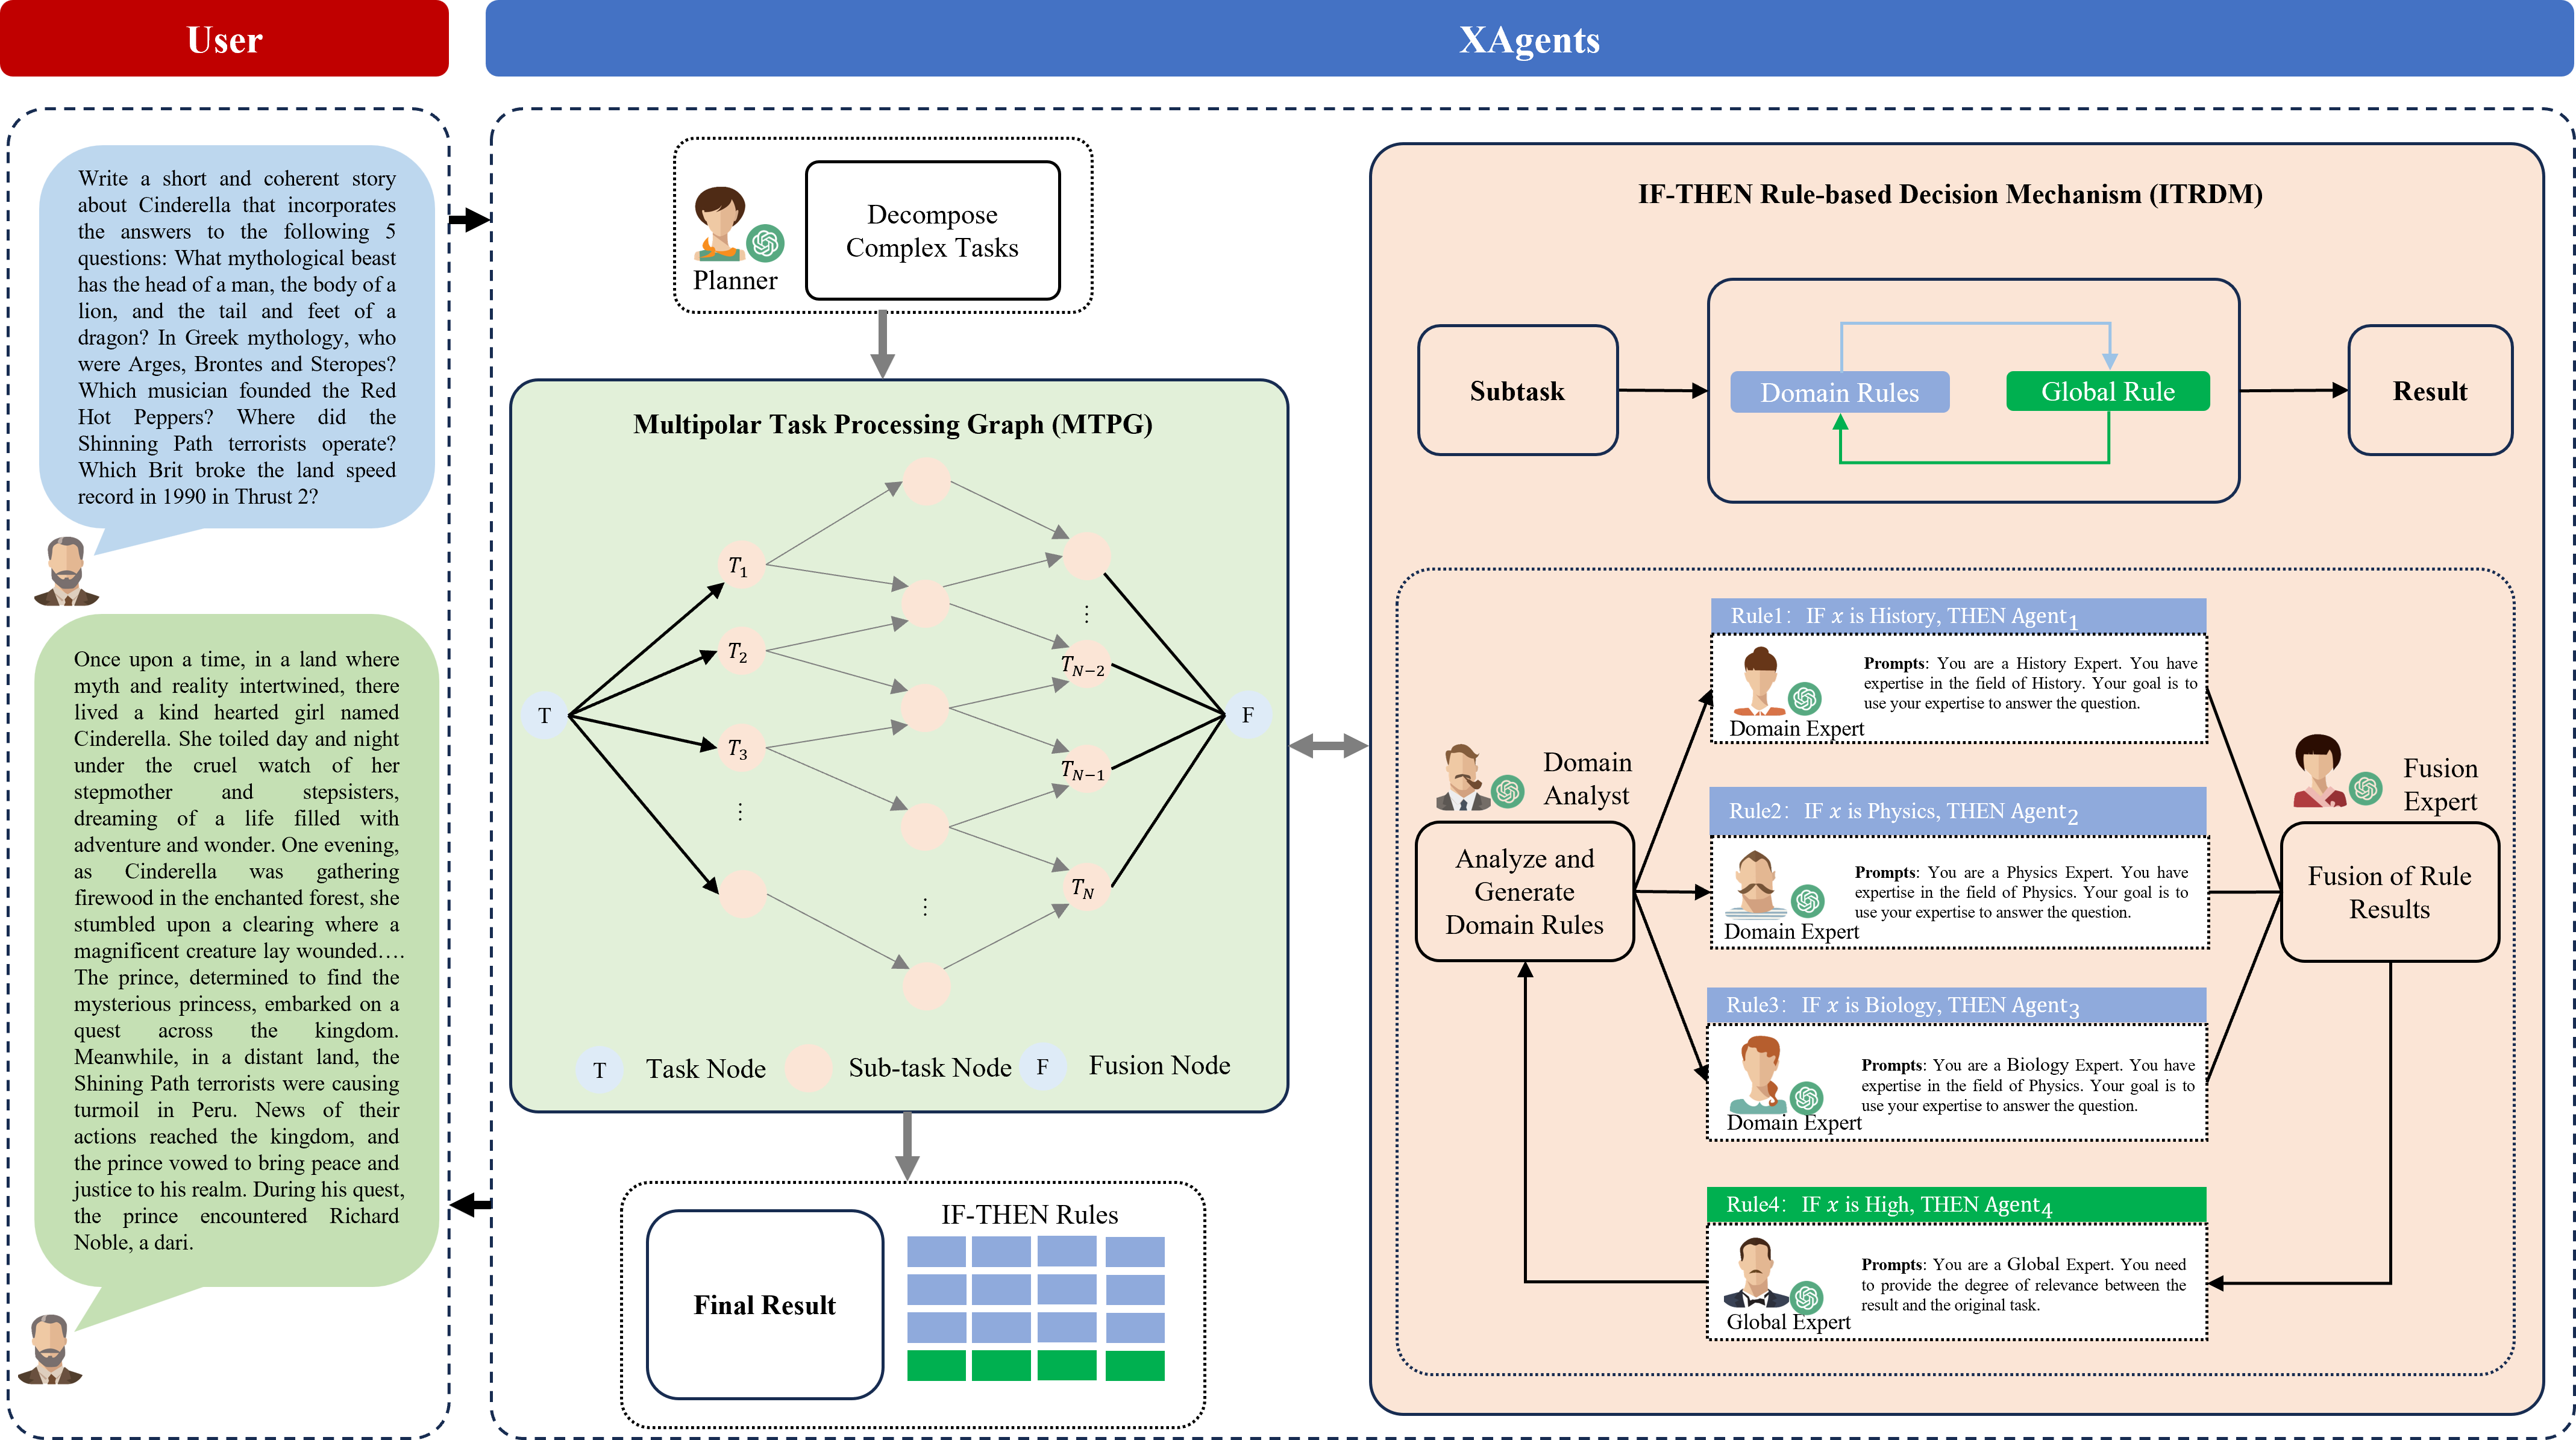 User
XAgents
Write a short and coherent story
about Cinderella that incorporates
the answers to the following 5
questions: What mythological beast
has the head of a man, the body of a
lion, and the tail and feet of a
dragon? In Greek mythology, who
were Arges, Brontes and Steropes?
Which musician founded the Red
Hot Peppers? Where did the
Shinning Path terrorists operate?
Which Brit broke the land speed
record in 1990 in Thrust 2?
Once upon a time, in a land where
myth and reality intertwined, there
lived a kind hearted girl named
Cinderella. She toiled day and night
under the cruel watch of her
stepmother and stepsisters,
dreaming of a life filled with
adventure and wonder. One evening,
as Cinderella was gathering
firewood in the enchanted forest, she
stumbled upon a clearing where a
magnificent creature lay wounded….
The prince, determined to find the
mysterious princess, embarked on a
quest across the kingdom.
Meanwhile, in a distant land, the
Shining Path terrorists were causing
turmoil in Peru. News of their
actions reached the kingdom, and
the prince vowed to bring peace and
justice to his realm. During his quest,
the prince encountered Richard
Noble, a dari.
Planner
Decompose
Complex Tasks
Multipolar Task Processing Graph (MTPG)
T
T1
T2
T3
⋮
⋮
⋮
TN−2
TN−1
TN
F
T Task Node
Sub-task Node
F Fusion Node
Final Result
IF-THEN Rules
IF-THEN Rule-based Decision Mechanism (ITRDM)
Subtask
Domain Rules
Global Rule
Result
Domain
Analyst
Analyze and
Generate
Domain Rules
Rule1: IF x is History, THEN Agent1
Prompts: You are a History Expert. You have
expertise in the field of History. Your goal is to
use your expertise to answer the question.
Domain Expert
Rule2: IF x is Physics, THEN Agent2
Prompts: You are a Physics Expert. You have
expertise in the field of Physics. Your goal is to
use your expertise to answer the question.
Domain Expert
Rule3: IF x is Biology, THEN Agent3
Prompts: You are a Biology Expert. You have
expertise in the field of Physics. Your goal is to
use your expertise to answer the question.
Domain Expert
Rule4: IF x is High, THEN Agent4
Prompts: You are a Global Expert. You need
to provide the degree of relevance between the
result and the original task.
Global Expert
Fusion
Expert
Fusion of Rule
Results